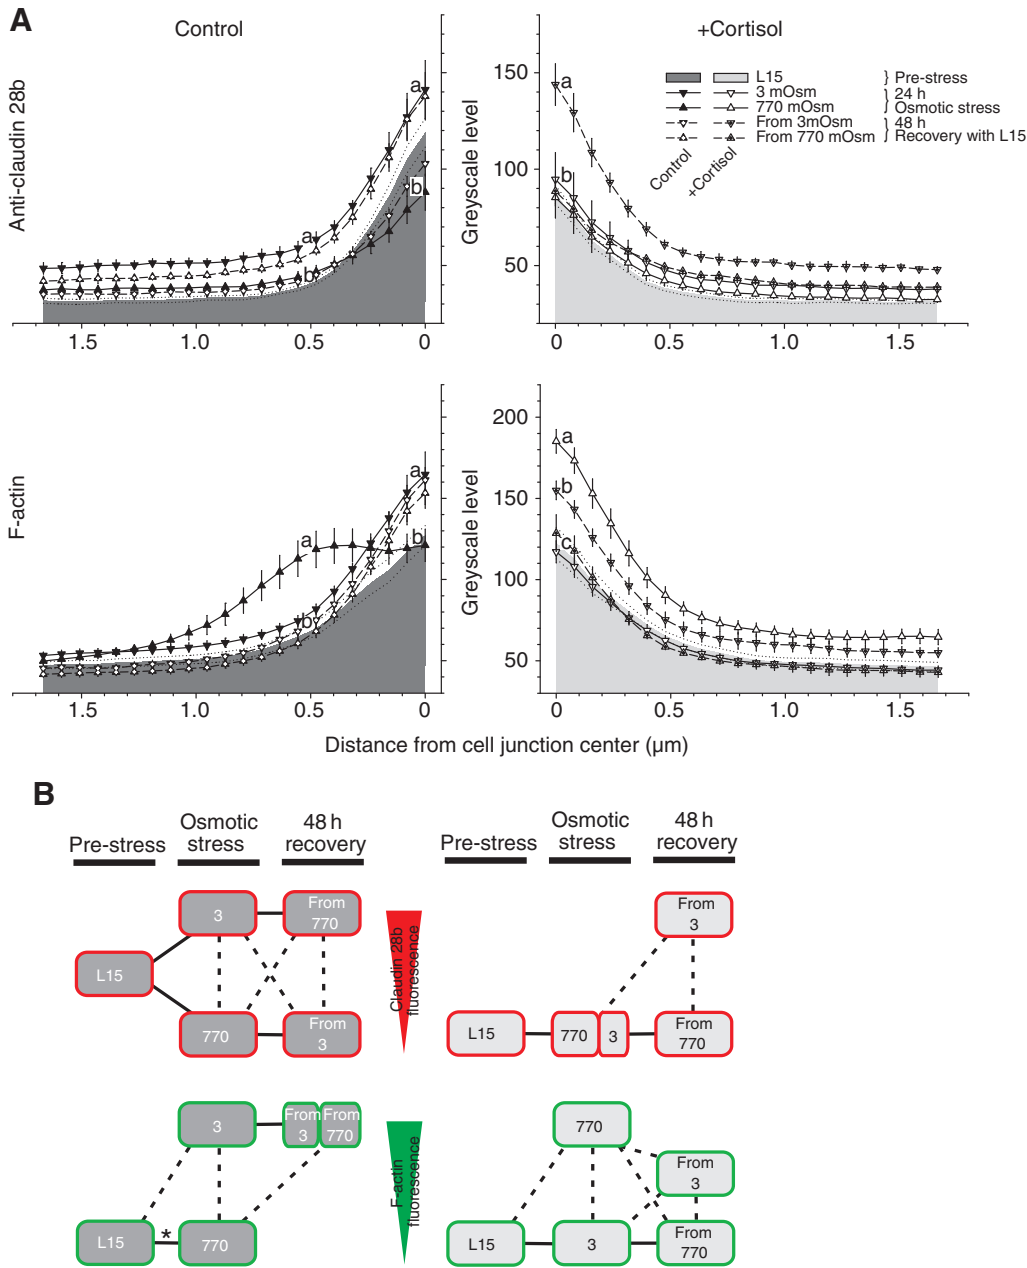 A
Control
+Cortisol
Anti-claudin 28b
Greyscale level
150
100
50
L15
3 mOsm
770 mOsm
From 3mOsm
From 770 mOsm
} Pre-stress
} 24 h
Osmotic stress
} 48 h
Recovery with L15
Control
+Cortisol
a
b
a
b
a
b
1.5
1.0
0.5
0
0
0.5
1.0
1.5
F-actin
Greyscale level
200
150
100
50
a
b
a
b
a
b
c
1.5
1.0
0.5
0
0
0.5
1.0
1.5
Distance from cell junction center (µm)
B
Pre-stress
Osmotic
stress
48 h
recovery
Pre-stress
Osmotic
stress
48 h
recovery
3
From
770
L15
770
From
3
Claudin 28b
fluorescence
From
3
L15
770
3
From
770
3
From
3
From
770
L15
*
770
F-actin
fluorescence
770
From
3
L15
3
From
770